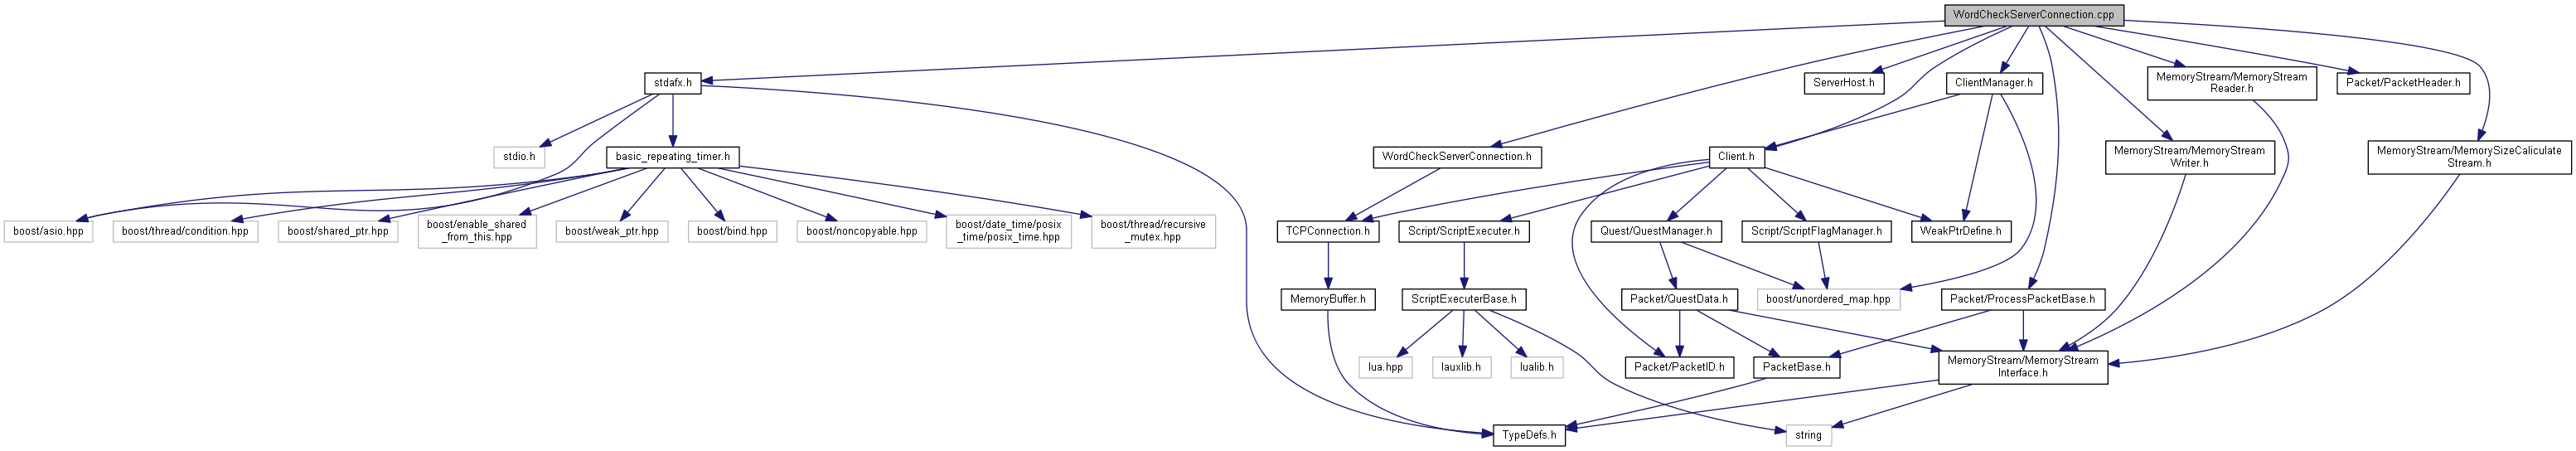 WordCheckServerConnection.cpp
stdafx.h
ServerHost.h
ClientManager.h
MemoryStream/MemoryStream
Reader.h
Packet/PacketHeader.h
stdio.h
basic_repeating_timer.h
WordCheckServerConnection.h
Client.h
MemoryStream/MemoryStream
Writer.h
MemoryStream/MemorySizeCaliculate
Stream.h
boost/asio.hpp
boost/thread/condition.hpp
boost/shared_ptr.hpp
boost/enable_shared
_from_this.hpp
boost/weak_ptr.hpp
boost/bind.hpp
boost/noncopyable.hpp
boost/date_time/posix
_time/posix_time.hpp
boost/thread/recursive
_mutex.hpp
TCPConnection.h
Script/ScriptExecuter.h
Quest/QuestManager.h
Script/ScriptFlagManager.h
WeakPtrDefine.h
MemoryBuffer.h
ScriptExecuterBase.h
Packet/QuestData.h
boost/unordered_map.hpp
Packet/ProcessPacketBase.h
lua.hpp
lauxlib.h
lualib.h
Packet/PacketID.h
PacketBase.h
MemoryStream/MemoryStream
Interface.h
TypeDefs.h
string